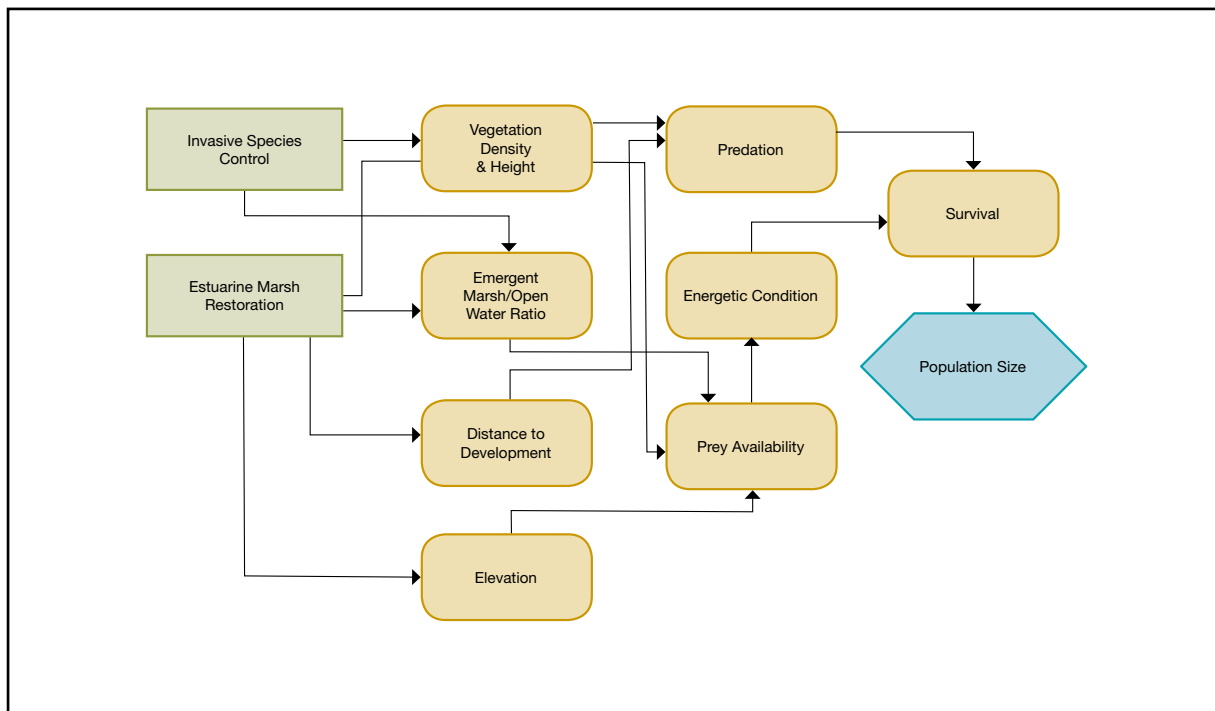 Invasive Species
Control
Vegetation
Density
& Height
Predation
Survival
Estuarine Marsh
Restoration
Emergent
Marsh/Open
Water Ratio
Energetic Condition
Population Size
Distance to
Development
Prey Availability
Elevation